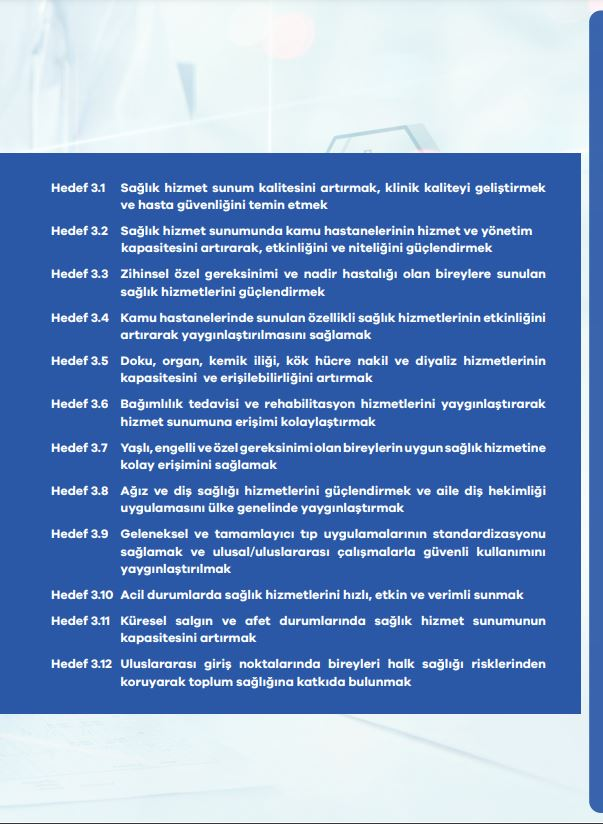 Hedef 3.1 Sağlık hizmet sunum kalitesini artırmak, klinik kaliteyi geliştirmek
ve hasta güvenliğini temin etmek
Hedef 3.2 Sağlık hizmet sunumunda kamu hastanelerinin hizmet ve yönetim
kapasitesini artırarak, etkinliğini ve niteliğini güçlendirmek
Hedef 3.3 Zihinsel özel gereksinimi ve nadir hastalığı olan bireylere sunulan
sağlık hizmetlerini güçlendirmek
Hedef 3.4 Kamu hastanelerinde sunulan özellikli sağlık hizmetlerinin etkinliğini
artırarak yaygınlaştırılmasını sağlamak
Hedef 3.5 Doku, organ, kemik iliği, kök hücre nakil ve diyaliz hizmetlerinin
kapasitesini ve erişilebilirliğini artırmak
Hedef 3.6 Bağımlılık tedavisi ve rehabilitasyon hizmetlerini yaygınlaştırarak
hizmet sunumuna erişimi kolaylaştırmak
Hedef 3.7 Yaşlı, engelli ve özel gereksinimi olan bireylerin uygun sağlık hizmetine
kolay erişimini sağlamak
Hedef 3.8 Ağız ve diş sağlığı hizmetlerini güçlendirmek ve aile diş hekimliği
uygulamasını ülke genelinde yaygınlaştırmak
Hedef 3.9 Geleneksel ve tamamlayıcı tıp uygulamalarının standardizasyonu
sağlamak ve ulusal/uluslararası çalışmalarla güvenli kullanımını
yaygınlaştırılmak
Hedef 3.10 Acil durumlarda sağlık hizmetlerini hızlı, etkin ve verimli sunmak
Hedef 3.11 Küresel salgın ve afet durumlarında sağlık hizmet sunumunun
kapasitesini artırmak
Hedef 3.12 Uluslararası giriş noktalarında bireyleri halk sağlığı risklerinden
koruyarak toplum sağlığına katkıda bulunmak